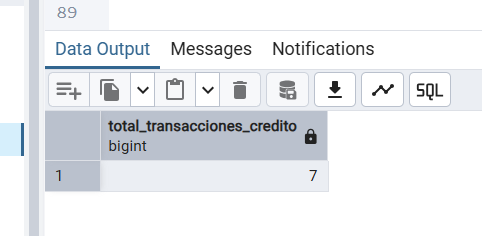 89
Data Output Messages Notifications
SQL
total_transacciones_credito
bigint
1 7